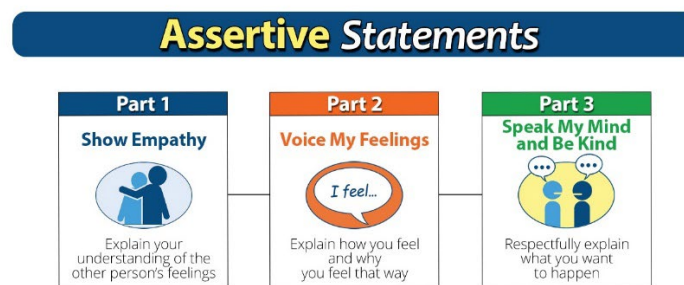 Assertive Statements
Part 1
Show Empathy
Explain your
understanding of the
other person's feelings
Part 2
Voice My Feelings
I feel...
Explain how you feel
and why
you feel that way
Part 3
Speak My Mind
and Be Kind
Respectfully explain
what you want
to happen